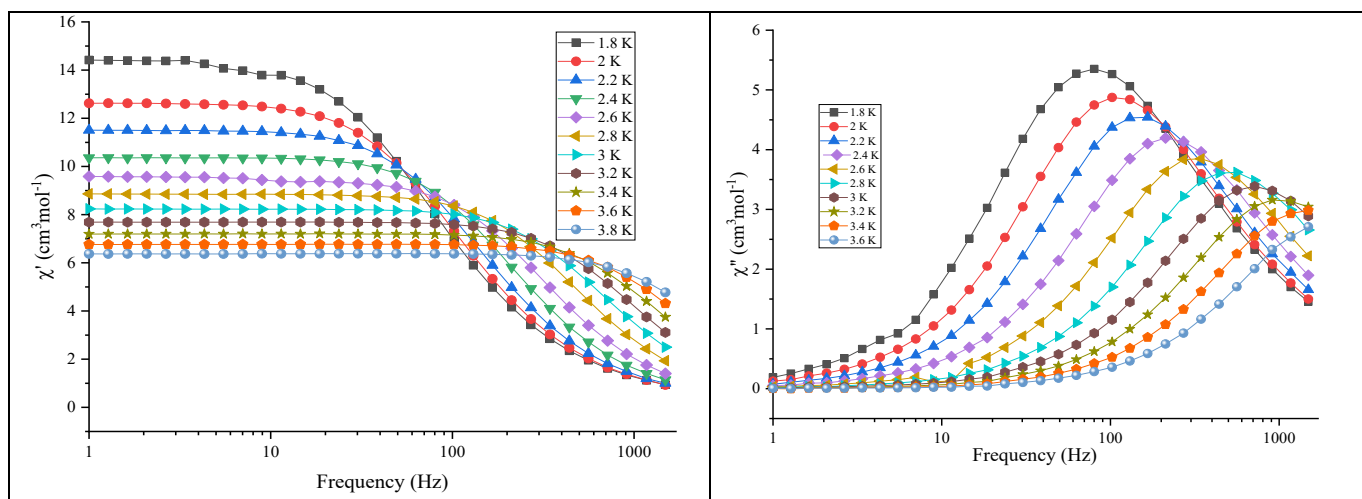 16
14
12
10
8
6
4
2
0
χ' (cm³mol⁻¹)
1
10
100
1000
Frequency (Hz)
1.8 K
2 K
2.2 K
2.4 K
2.6 K
2.8 K
3 K
3.2 K
3.4 K
3.6 K
3.8 K
6
5
4
3
2
1
0
χ'' (cm³mol⁻¹)
1
10
100
1000
Frequency (Hz)
1.8 K
2 K
2.2 K
2.4 K
2.6 K
2.8 K
3 K
3.2 K
3.4 K
3.6 K